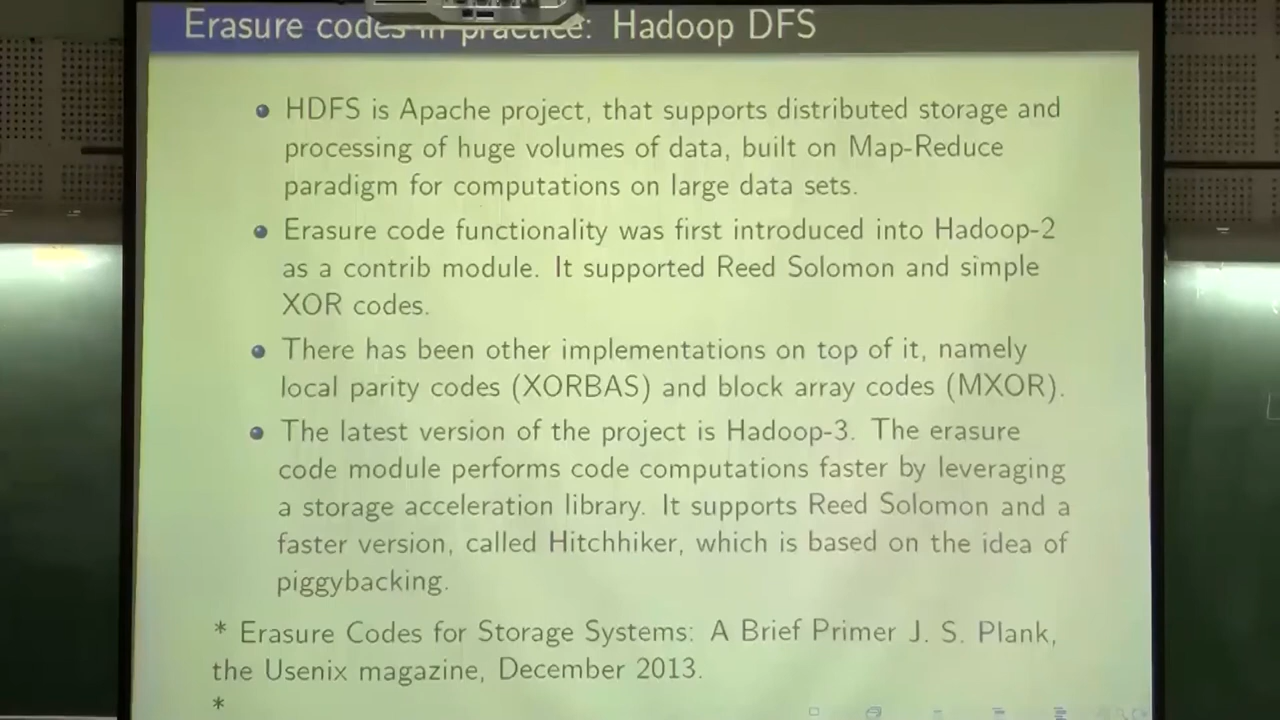 Erasure codes in practice: Hadoop DFS
HDFS is Apache project, that supports distributed storage and
processing of huge volumes of data, built on Map-Reduce
paradigm for computations on large data sets.
Erasure code functionality was first introduced into Hadoop-2
as a contrib module. It supported Reed Solomon and simple
XOR codes.
There has been other implementations on top of it, namely
local parity codes (XORBAS) and block array codes (MXOR).
The latest version of the project is Hadoop-3. The erasure
code module performs code computations faster by leveraging
a storage acceleration library. It supports Reed Solomon and a
faster version, called Hitchhiker, which is based on the idea of
piggybacking.
* Erasure Codes for Storage Systems: A Brief Primer J. S. Plank,
the Usenix magazine, December 2013.
*